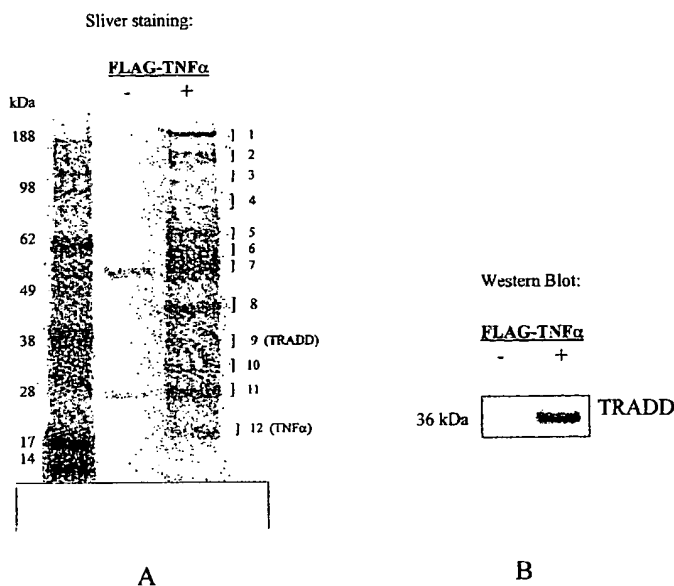 Sliver staining:
FLAG-TNFα
- +
kDa
188
98
62
49
38
28
17
14
] 1
] 2
] 3
] 4
] 5
] 6
] 7
] 8
] 9 (TRADD)
] 10
] 11
] 12 (TNFα)
A
Western Blot:
FLAG-TNFα
- +
36 kDa
TRADD
B